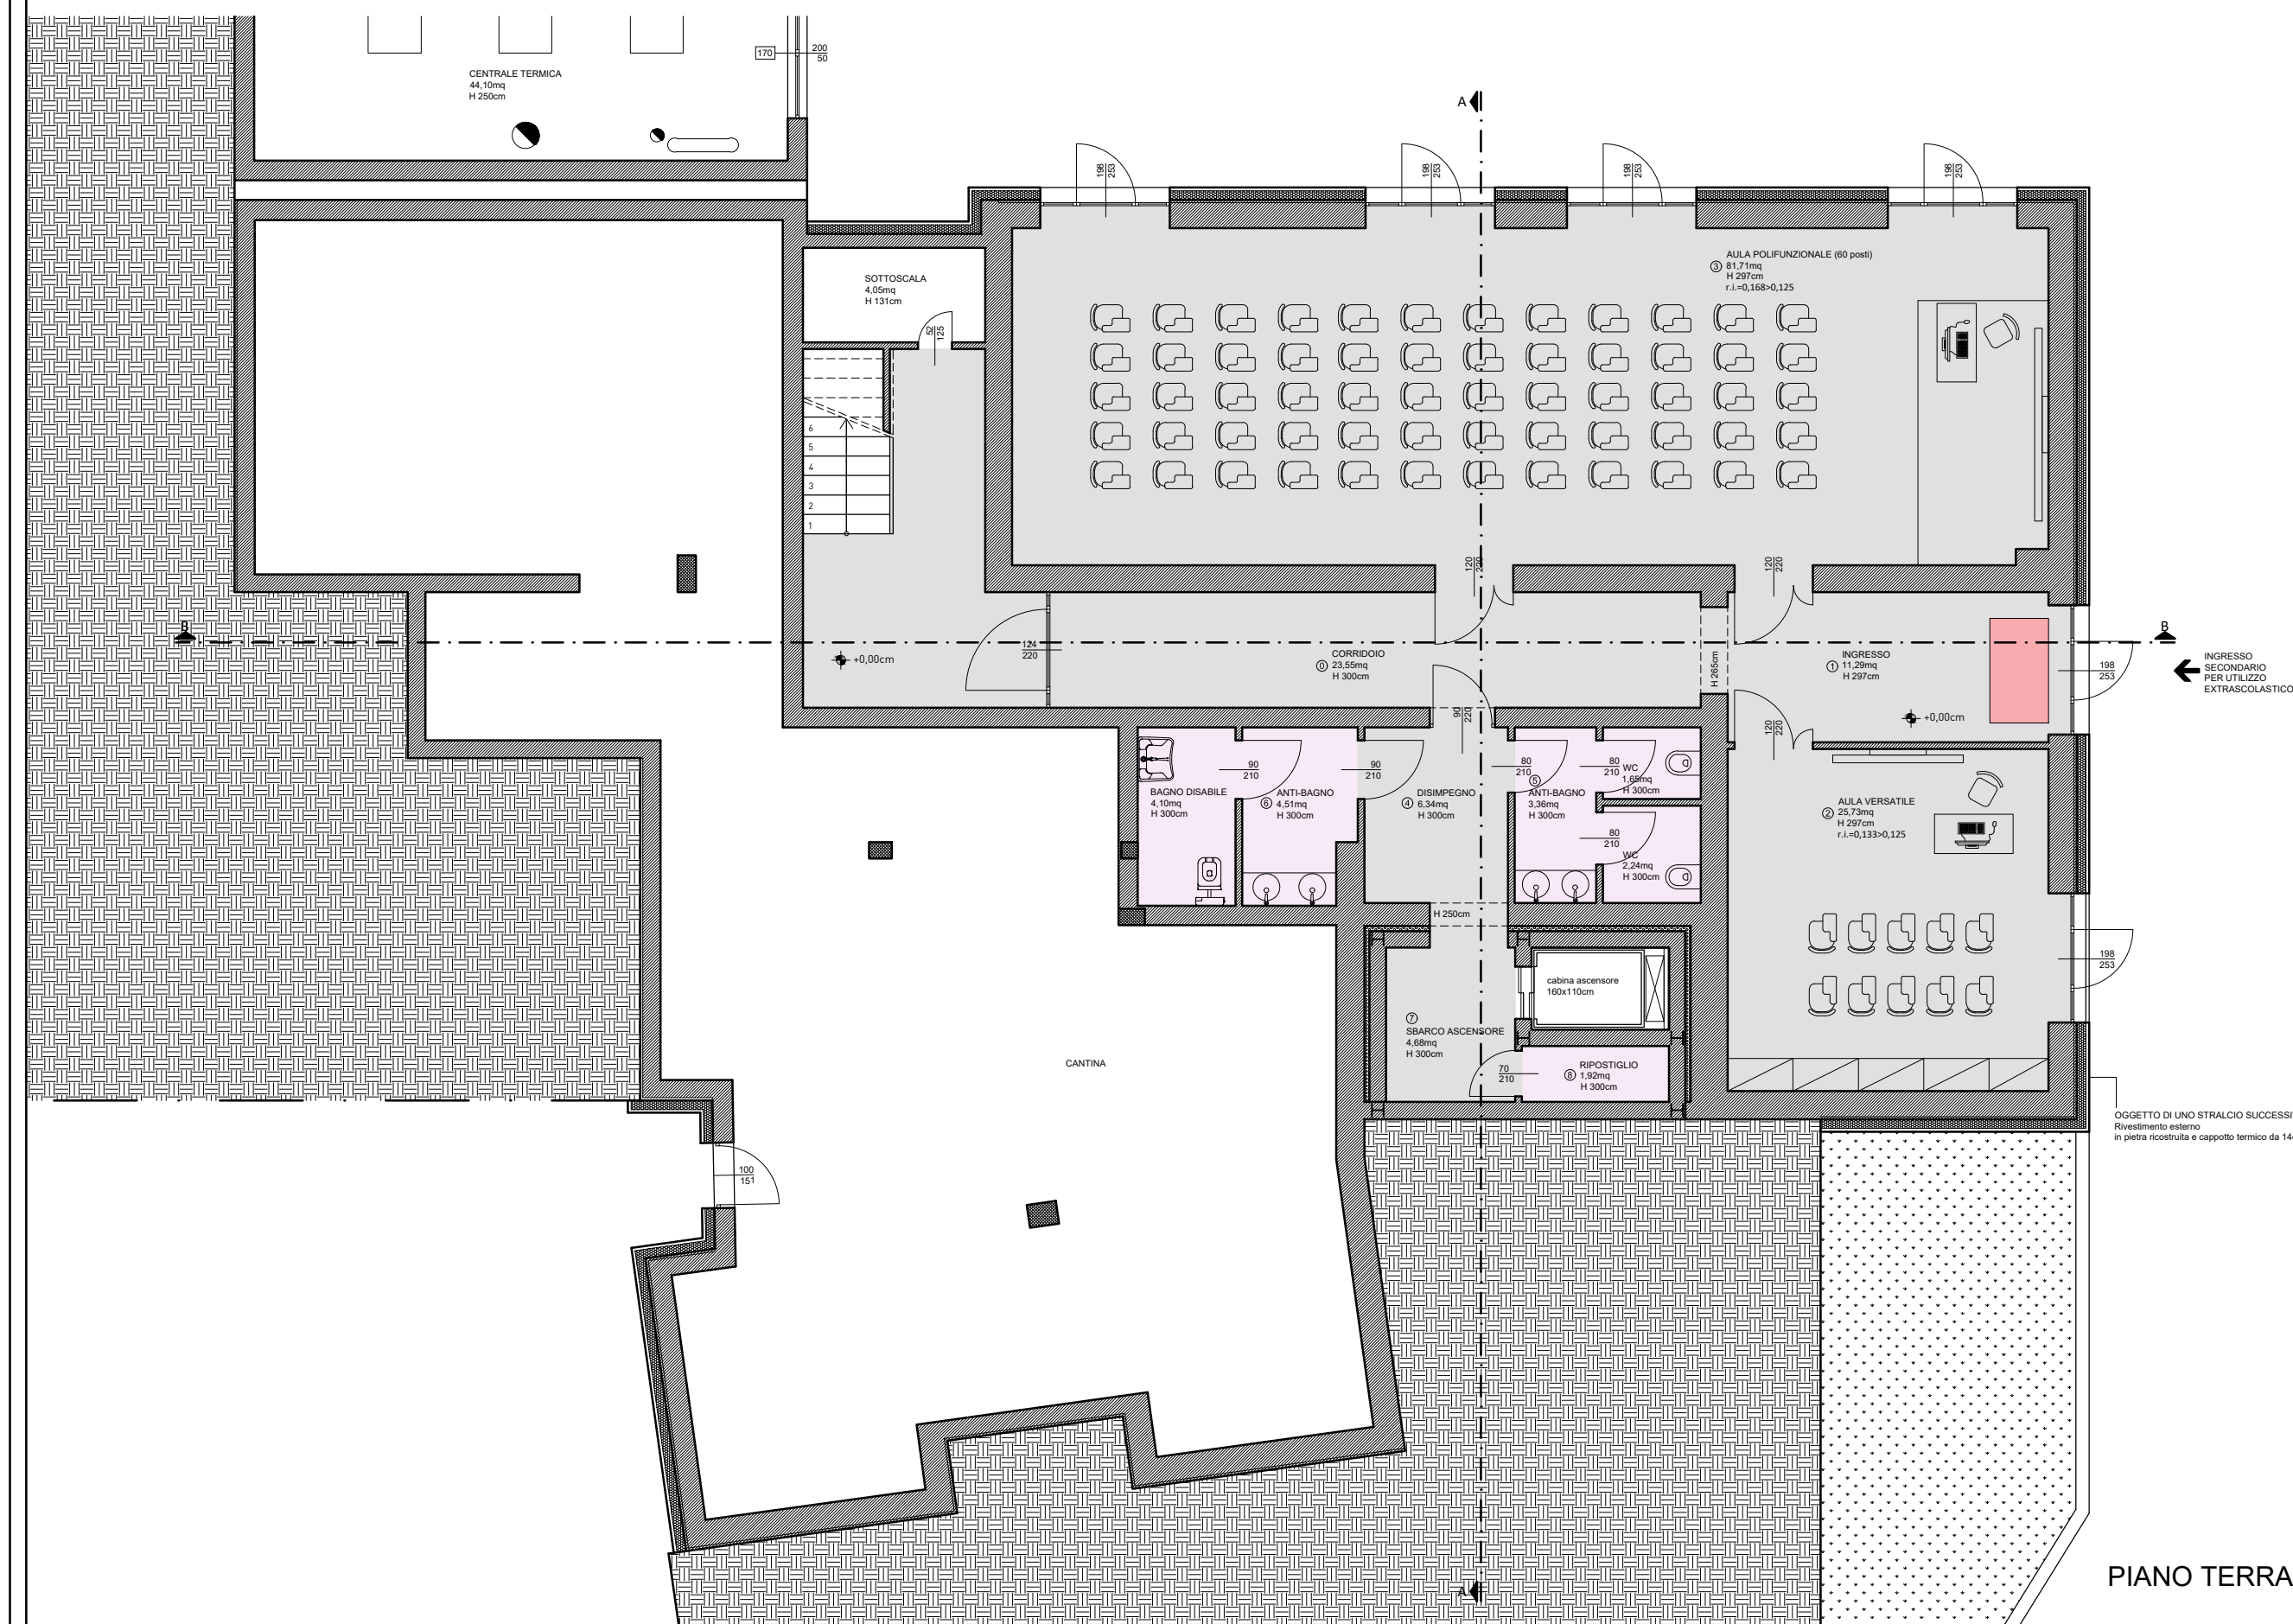 170
200
50
CENTRALE TERMICA
44,10mq
H 250cm
A
198
253
198
253
198
253
198
253
SOTTOSCALA
4,05mq
H 131cm
52
125
AULA POLIFUNZIONALE (60 posti)
3
81,71mq
H 297cm
r.i.=0,168>0,125
6
5
4
3
2
1
120
220
120
220
B
B
+0,00cm
124
220
CORRIDOIO
0
23,55mq
H 300cm
H 265cm
INGRESSO
1
11,29mq
H 297cm
+0,00cm
198
253
INGRESSO
SECONDARIO
PER UTILIZZO
EXTRASCOLASTICO
90
220
120
220
BAGNO DISABILE
4,10mq
H 300cm
90
210
6
ANTI-BAGNO
4,51mq
H 300cm
90
210
4
DISIMPEGNO
6,34mq
H 300cm
80
210
5
ANTI-BAGNO
3,36mq
H 300cm
80
210
WC
1,65mq
H 300cm
80
210
WC
2,24mq
H 300cm
AULA VERSATILE
2
25,73mq
H 297cm
r.i.=0,133>0,125
H 250cm
198
253
cabina ascensore
160x110cm
7
SBARCO ASCENSORE
4,68mq
H 300cm
70
210
8
RIPOSTIGLIO
1,92mq
H 300cm
CANTINA
OGGETTO DI UNO STRALCIO SUCCESSI
Rivestimento esterno
in pietra ricostruita e cappotto termico da 14
100
151
A
PIANO TERRA